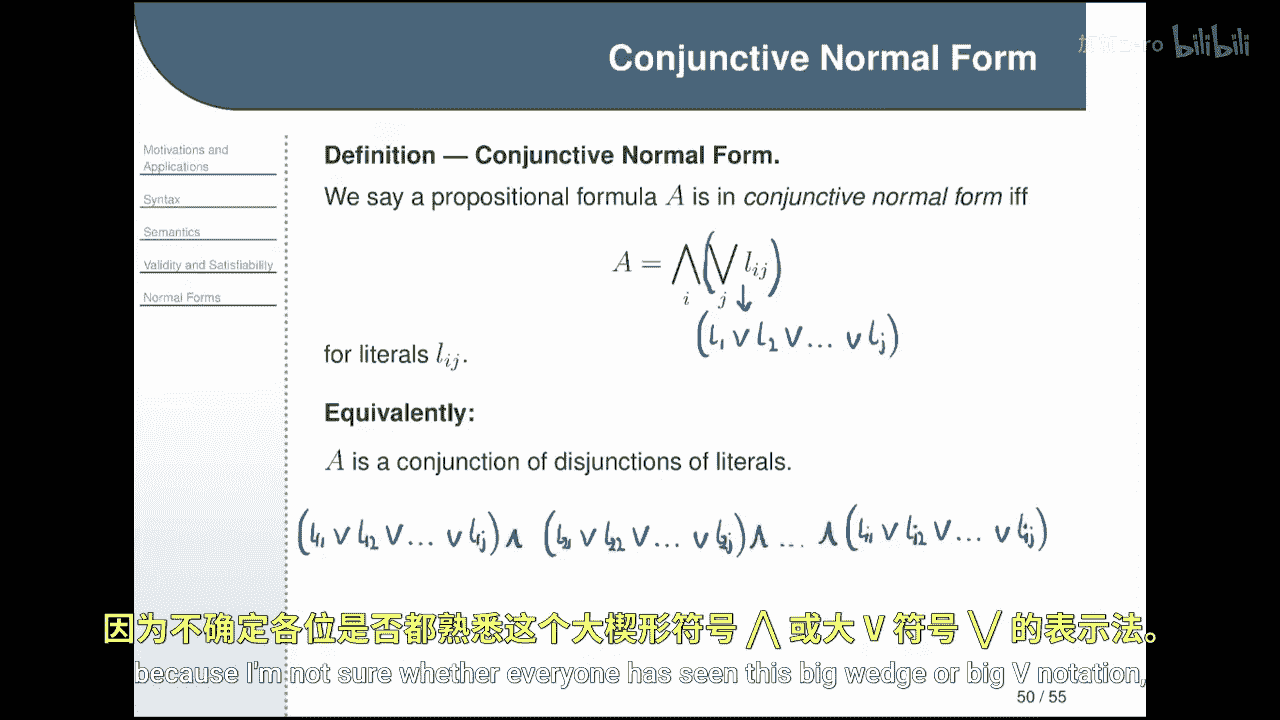 Conjunctive Normal Form
bilibili
Motivations and
Applications
Syntax
Semantics
Validity and Satisfiability
Normal Forms
Definition — Conjunctive Normal Form.
We say a propositional formula A is in conjunctive normal form iff
A = ⋀i (⋁j lij)
↓
(l1 ∨ l2 ∨ ... ∨ lj)
for literals lij.
Equivalently:
A is a conjunction of disjunctions of literals.
(l11 ∨ l12 ∨ ... ∨ l1j) ∧ (l21 ∨ l22 ∨ ... ∨ l2j) ∧ ... ∧ (li1 ∨ li2 ∨ ... ∨ lij)
因为不确定各位是否都熟悉这个大楔形符号 ⋀ 或大 V 符号 ⋁ 的表示法。
because I'm not sure whether everyone has seen this big wedge or big V notation,
50 / 55